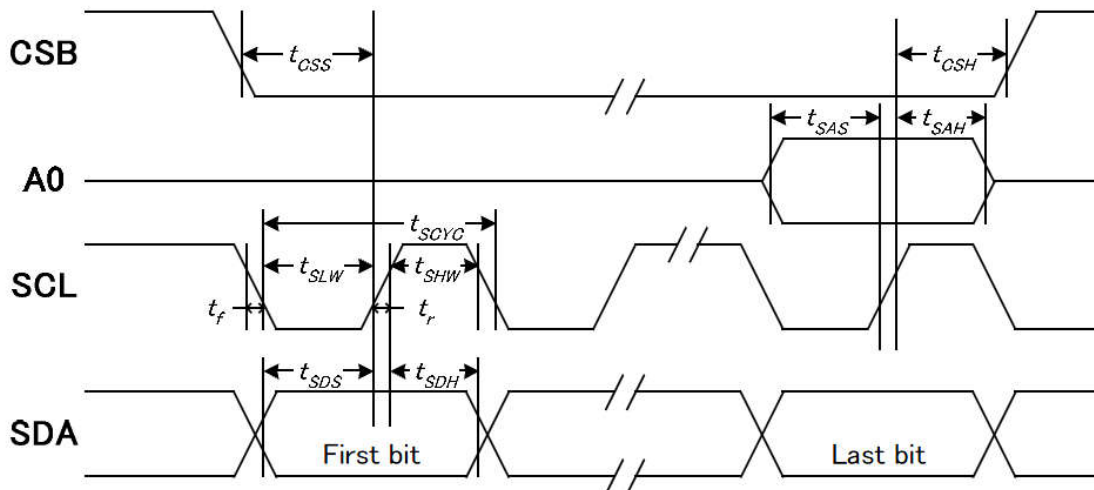 CSB
tCSS
tCSH
A0
tSAS
tSAH
SCL
tSCYC
tSLW
tSHW
tf
tr
SDA
tSDS
tSDH
First bit
Last bit